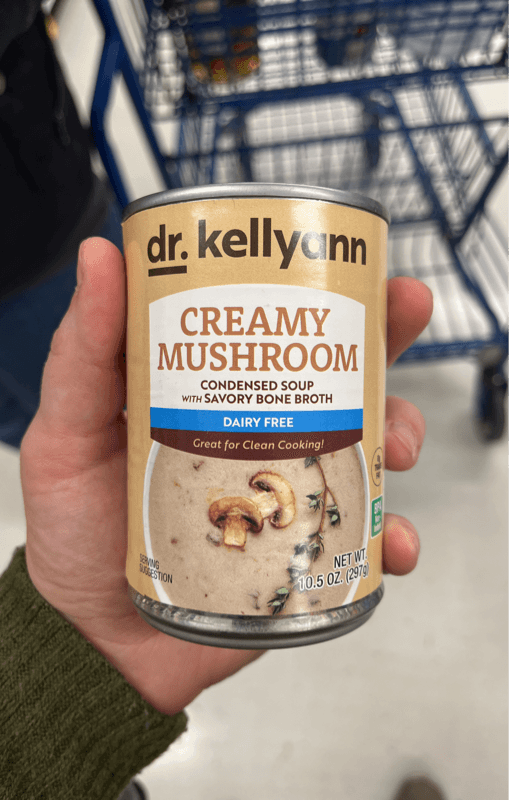 dr. kellyann
CREAMY
MUSHROOM
CONDENSED SOUP
WITH SAVORY BONE BROTH
DAIRY FREE
Great for Clean Cooking!
SERVING
SUGGESTION
NET WT.
10.5 OZ. (297g)